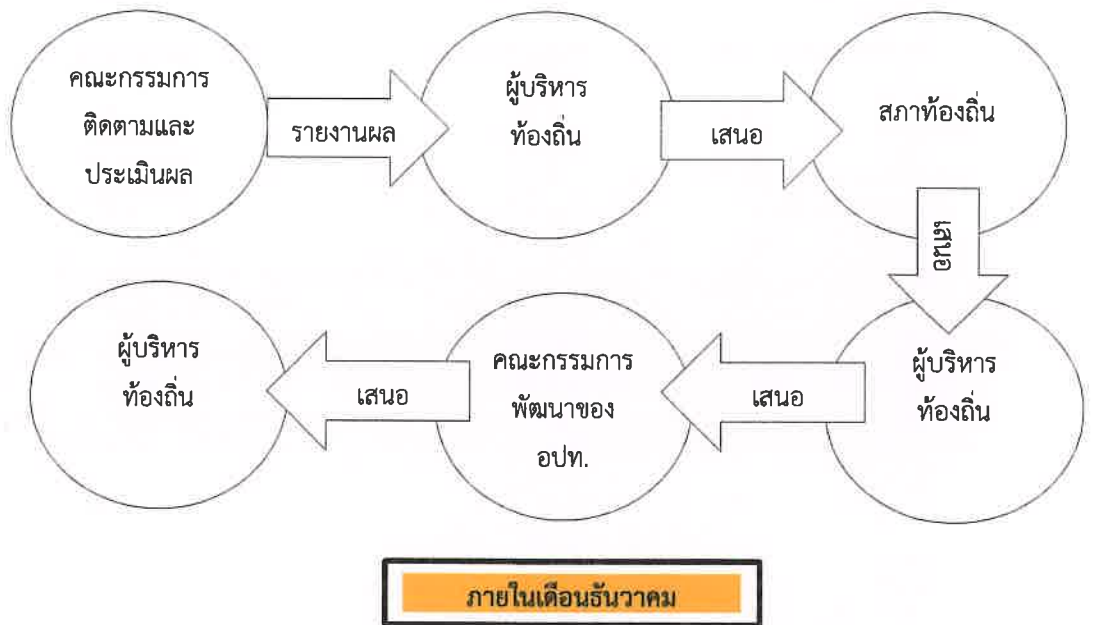 คณะกรรมการ
ติดตามและ
ประเมินผล
รายงานผล
ผู้บริหาร
ท้องถิ่น
เสนอ
สภาท้องถิ่น
เสนอ
ผู้บริหาร
ท้องถิ่น
เสนอ
คณะกรรมการ
พัฒนาของ
อปท.
เสนอ
ผู้บริหาร
ท้องถิ่น
ภายในเดือนธันวาคม